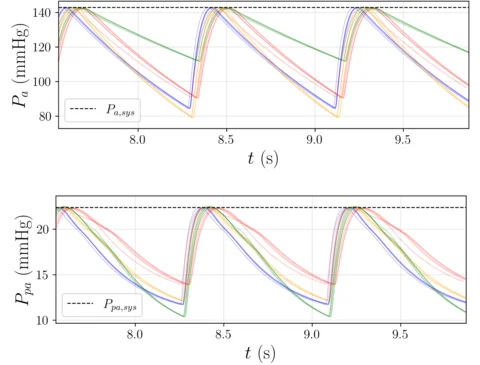 P_a (mmHg)
140
120
100
80
P_{a,sys}
8.0 8.5 9.0 9.5
t (s)
P_{pa} (mmHg)
20
15
10
P_{pa,sys}
8.0 8.5 9.0 9.5
t (s)